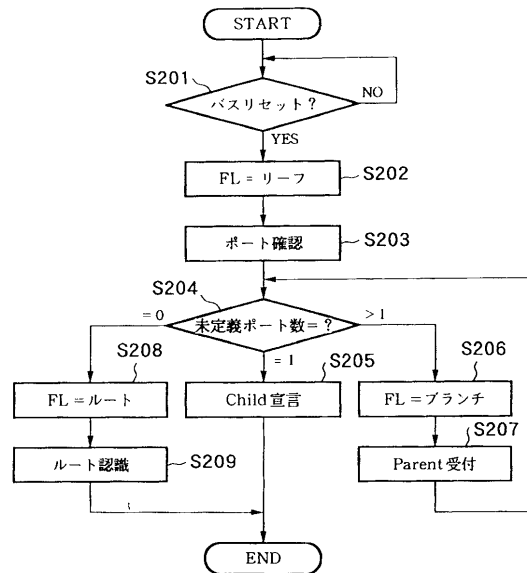 START
S201
バスリセット?
NO
YES
FL = リーフ
S202
ポート確認
S203
S204
未定義ポート数=?
= 0
> 1
= 1
S208
S205
S206
FL=ルート
Child 宣言
FL=ブランチ
S207
ルート認識
S209
Parent 受付
END